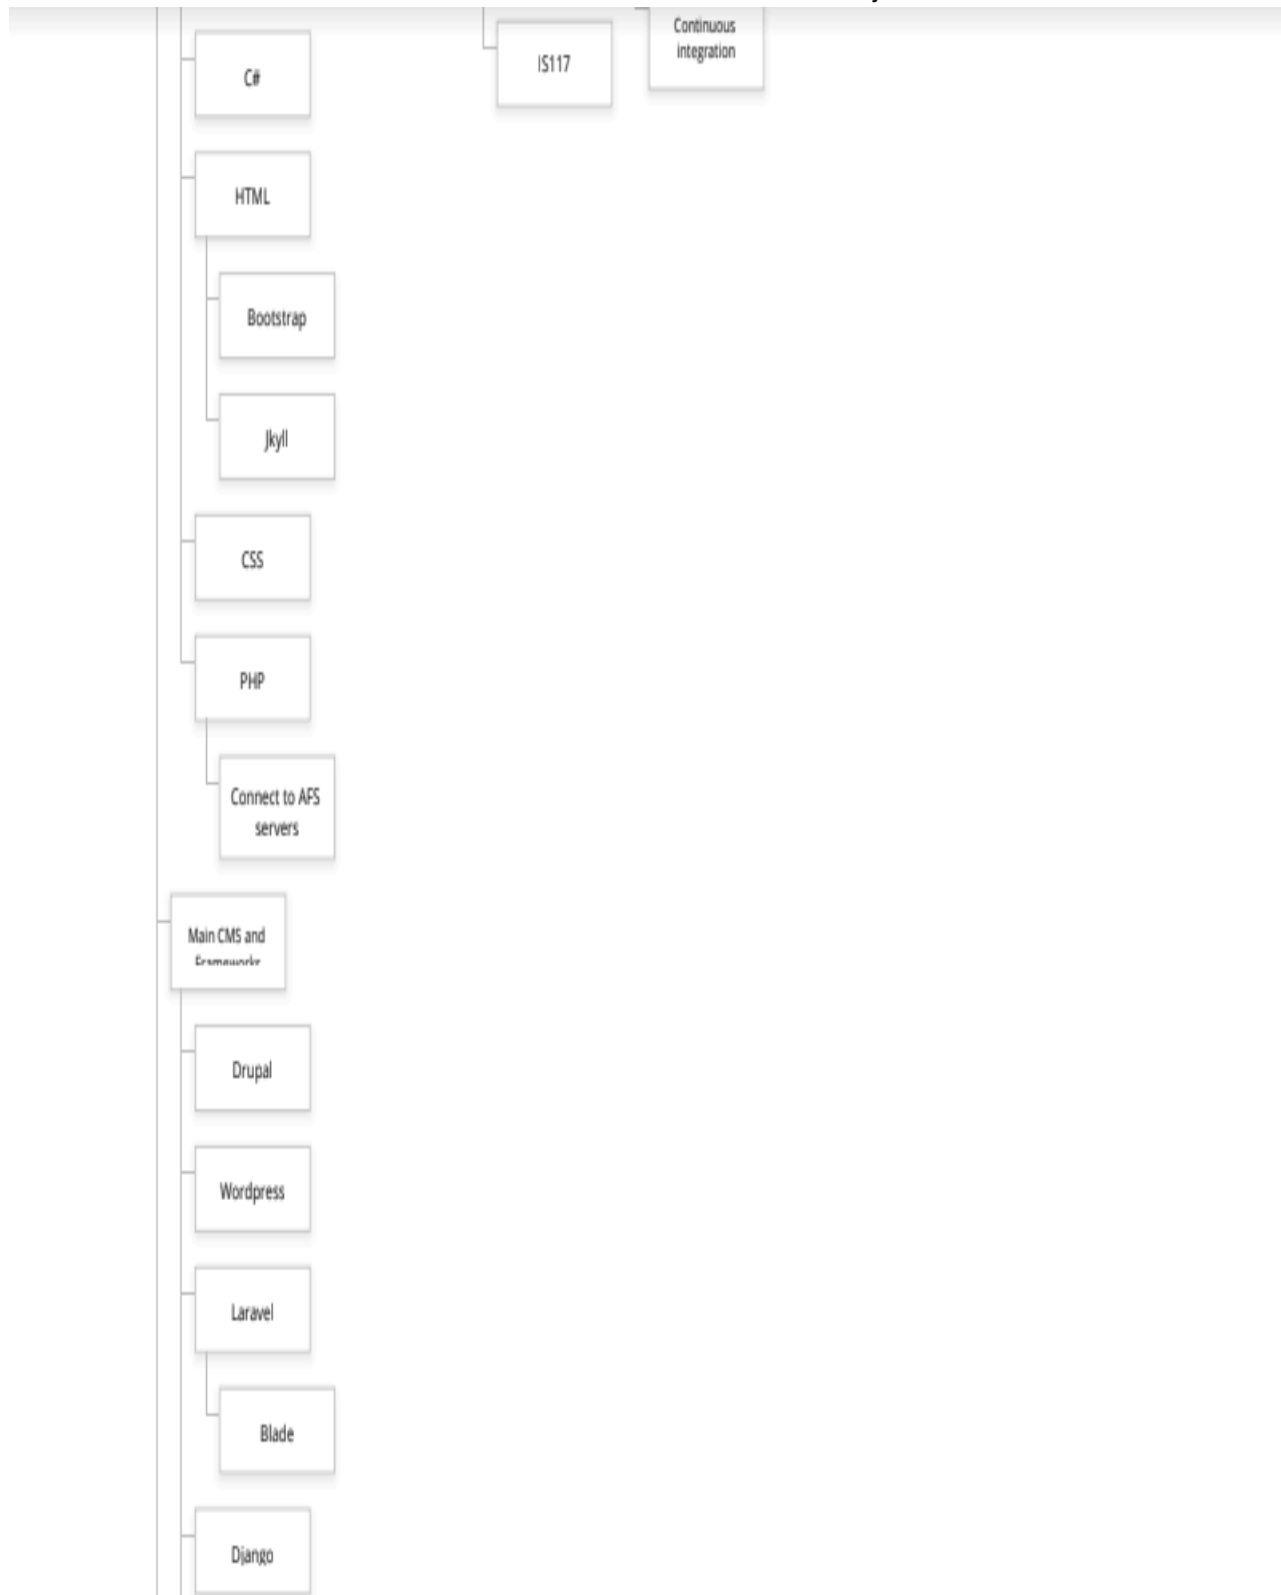 Continuous
integration
IS117
C#
HTML
Bootstrap
Jkyll
CSS
PHP
Connect to AFS
servers
Main CMS and
Frameworks
Drupal
Wordpress
Laravel
Blade
Django